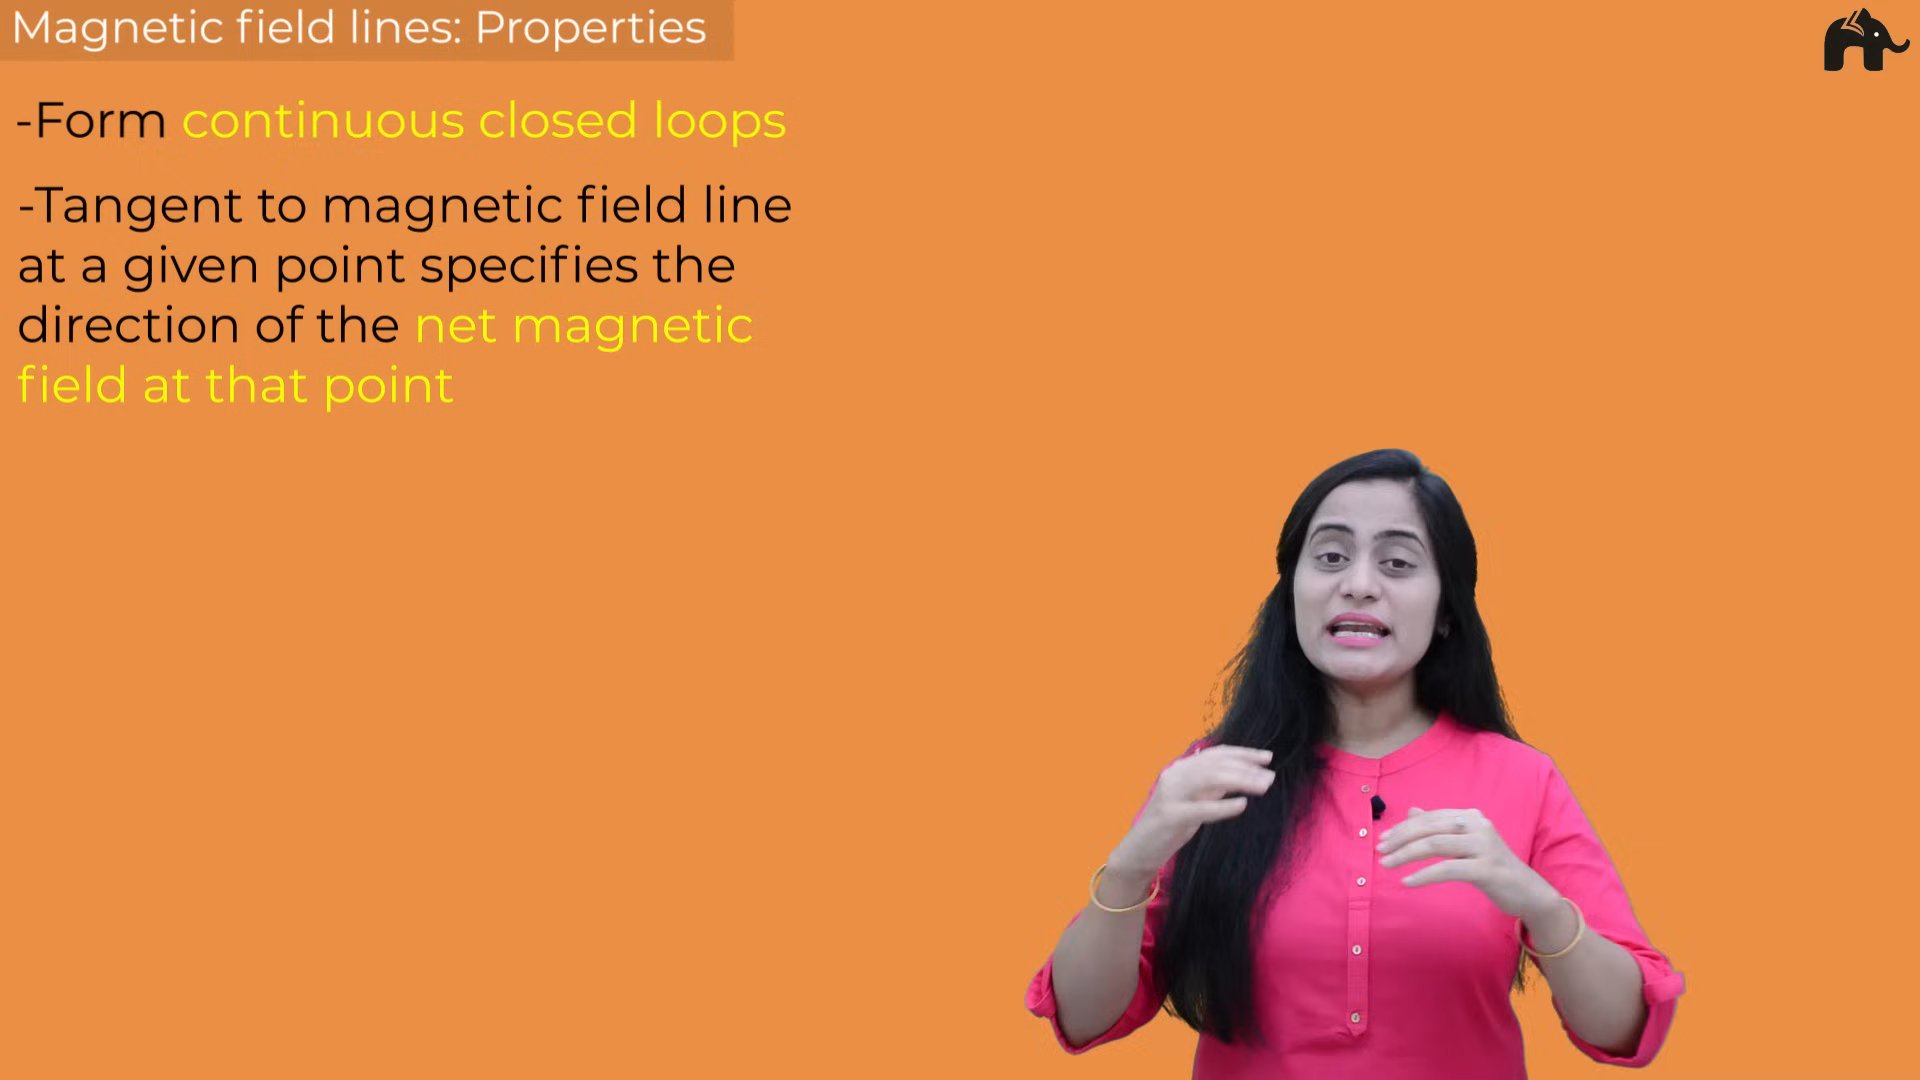 Magnetic field lines: Properties
-Form continuous closed loops
-Tangent to magnetic field line
at a given point specifies the
direction of the net magnetic
field at that point